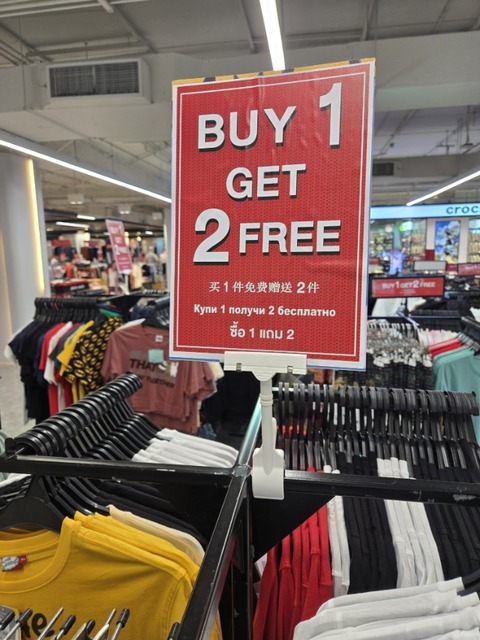 BUY 1
GET
2 FREE
买 1 件免费赠送 2 件
Купи 1 получи 2 бесплатно
ซื้อ 1 แถม 2
croc
BUY 1 GET 2 FREE